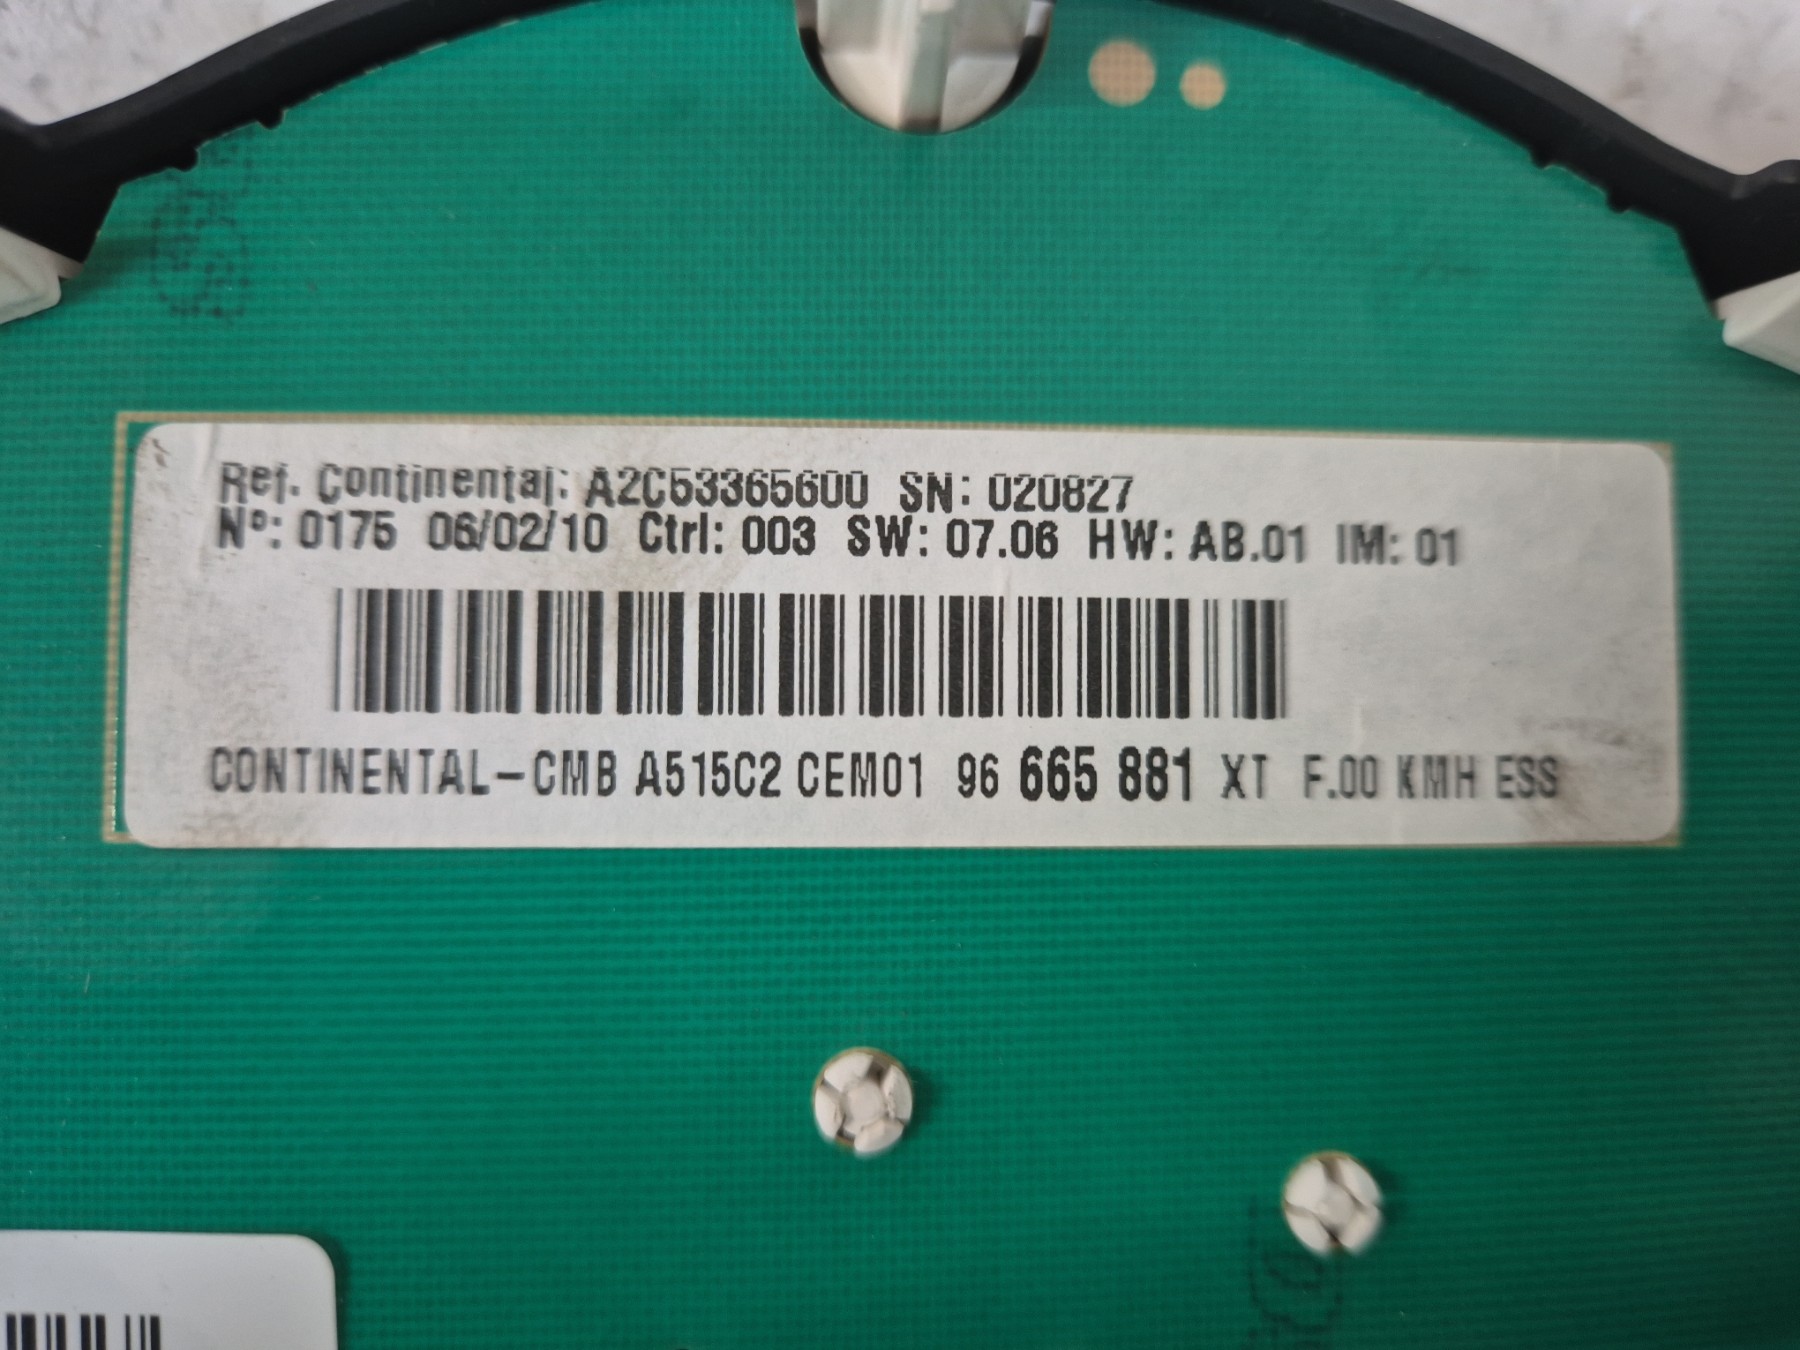 Ref. Continental: A2C53365600 SN: 020827
Nº: 0175 06/02/10 Ctrl: 003 SW: 07.06 HW: AB.01 IM: 01
CONTINENTAL-CMB A515C2 CEM01 96 665 881 XT F.00 KMH ESS